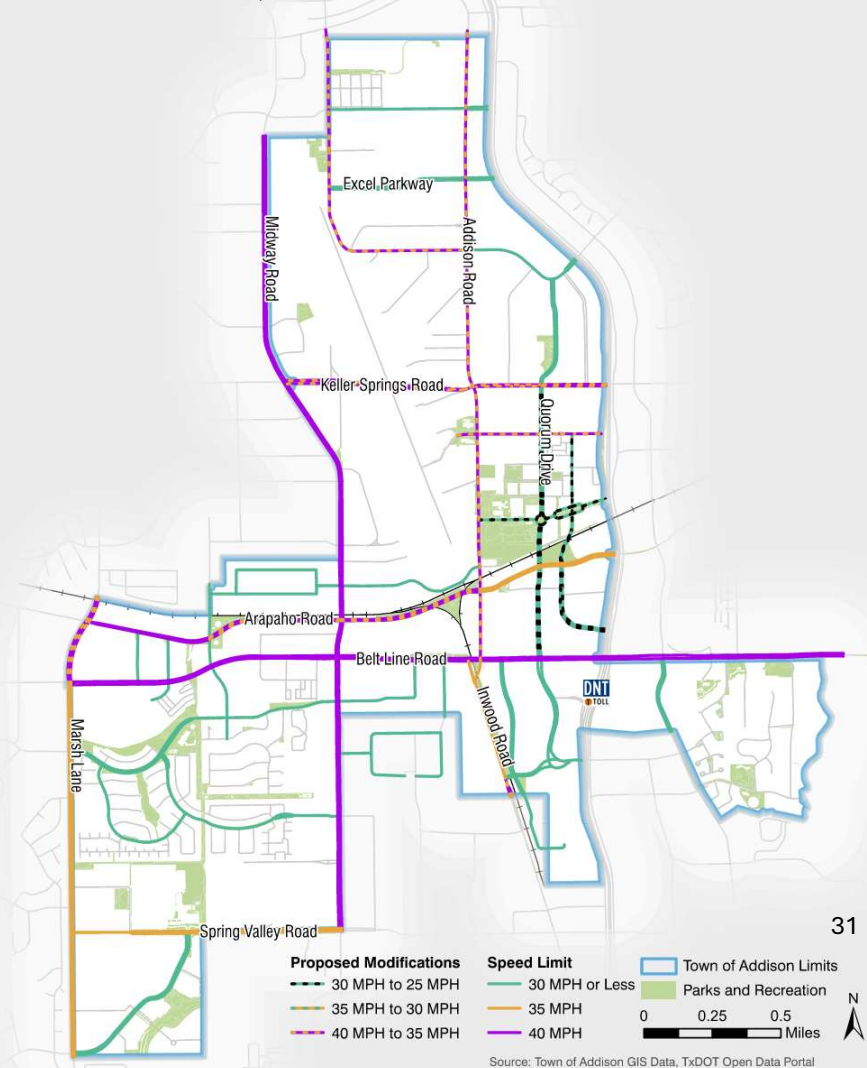 Excel Parkway
Midway Road
Addison Road
Keller Springs Road
Quorum Drive
Arapaho Road
Belt Line Road
DNT
TOLL
Inwood Road
Marsh Lane
Spring Valley Road
31
Proposed Modifications
30 MPH to 25 MPH
35 MPH to 30 MPH
40 MPH to 35 MPH
Speed Limit
30 MPH or Less
35 MPH
40 MPH
Town of Addison Limits
Parks and Recreation
0 0.25 0.5
Miles
N
Source: Town of Addison GIS Data, TxDOT Open Data Portal